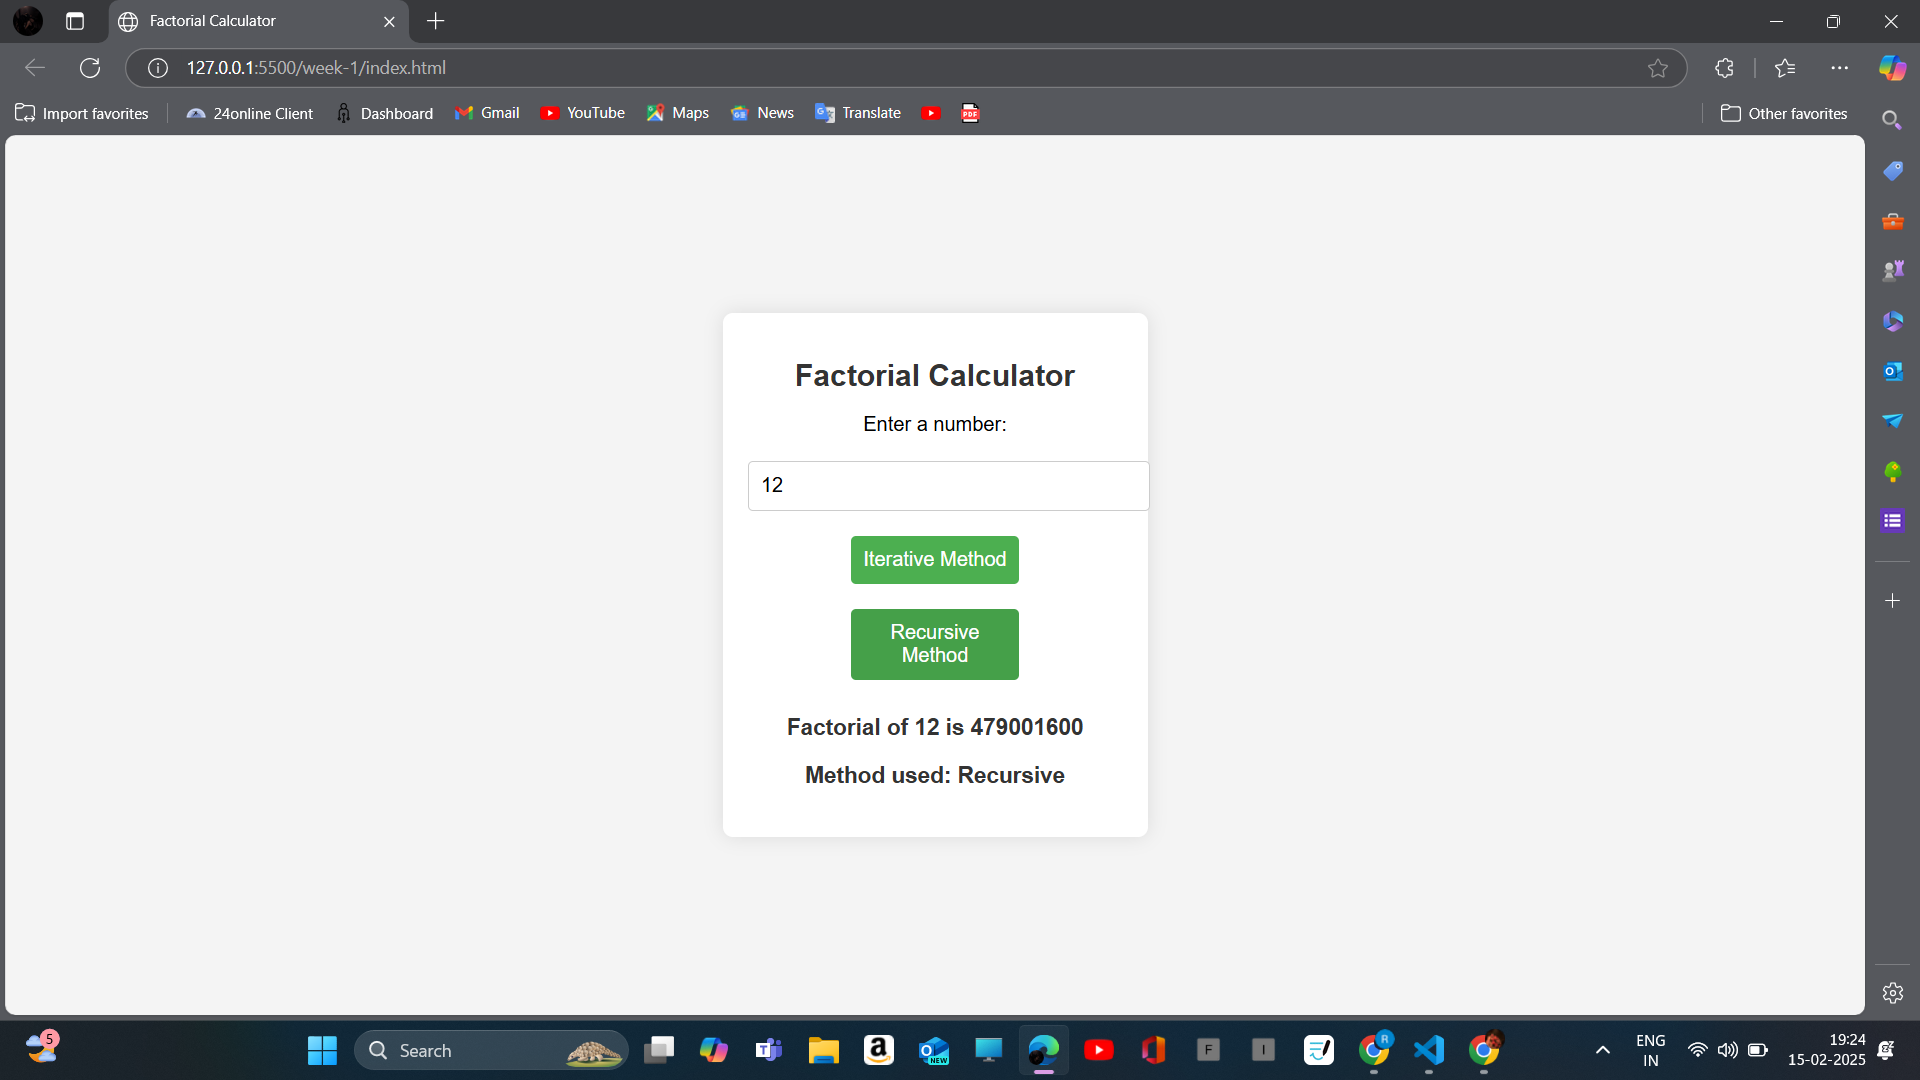 Factorial Calculator
127.0.0.1:5500/week-1/index.html
Import favorites
24online Client
Dashboard
Gmail
YouTube
Maps
News
Translate
PDF
Other favorites
Factorial Calculator
Enter a number:
12
Iterative Method
Recursive
Method
Factorial of 12 is 479001600
Method used: Recursive
5
Search
NEW
F
I
R
ENG
IN
19:24
15-02-2025